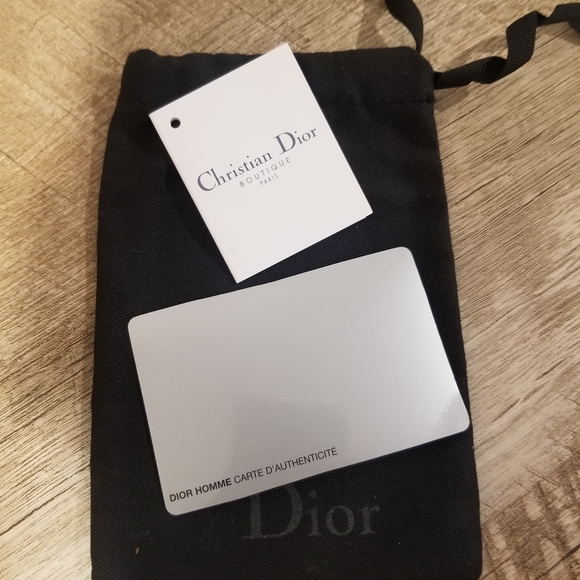 Christian Dior
BOUTIQUE
PARIS
DIOR HOMME CARTE D'AUTHENTICITÉ
Dior